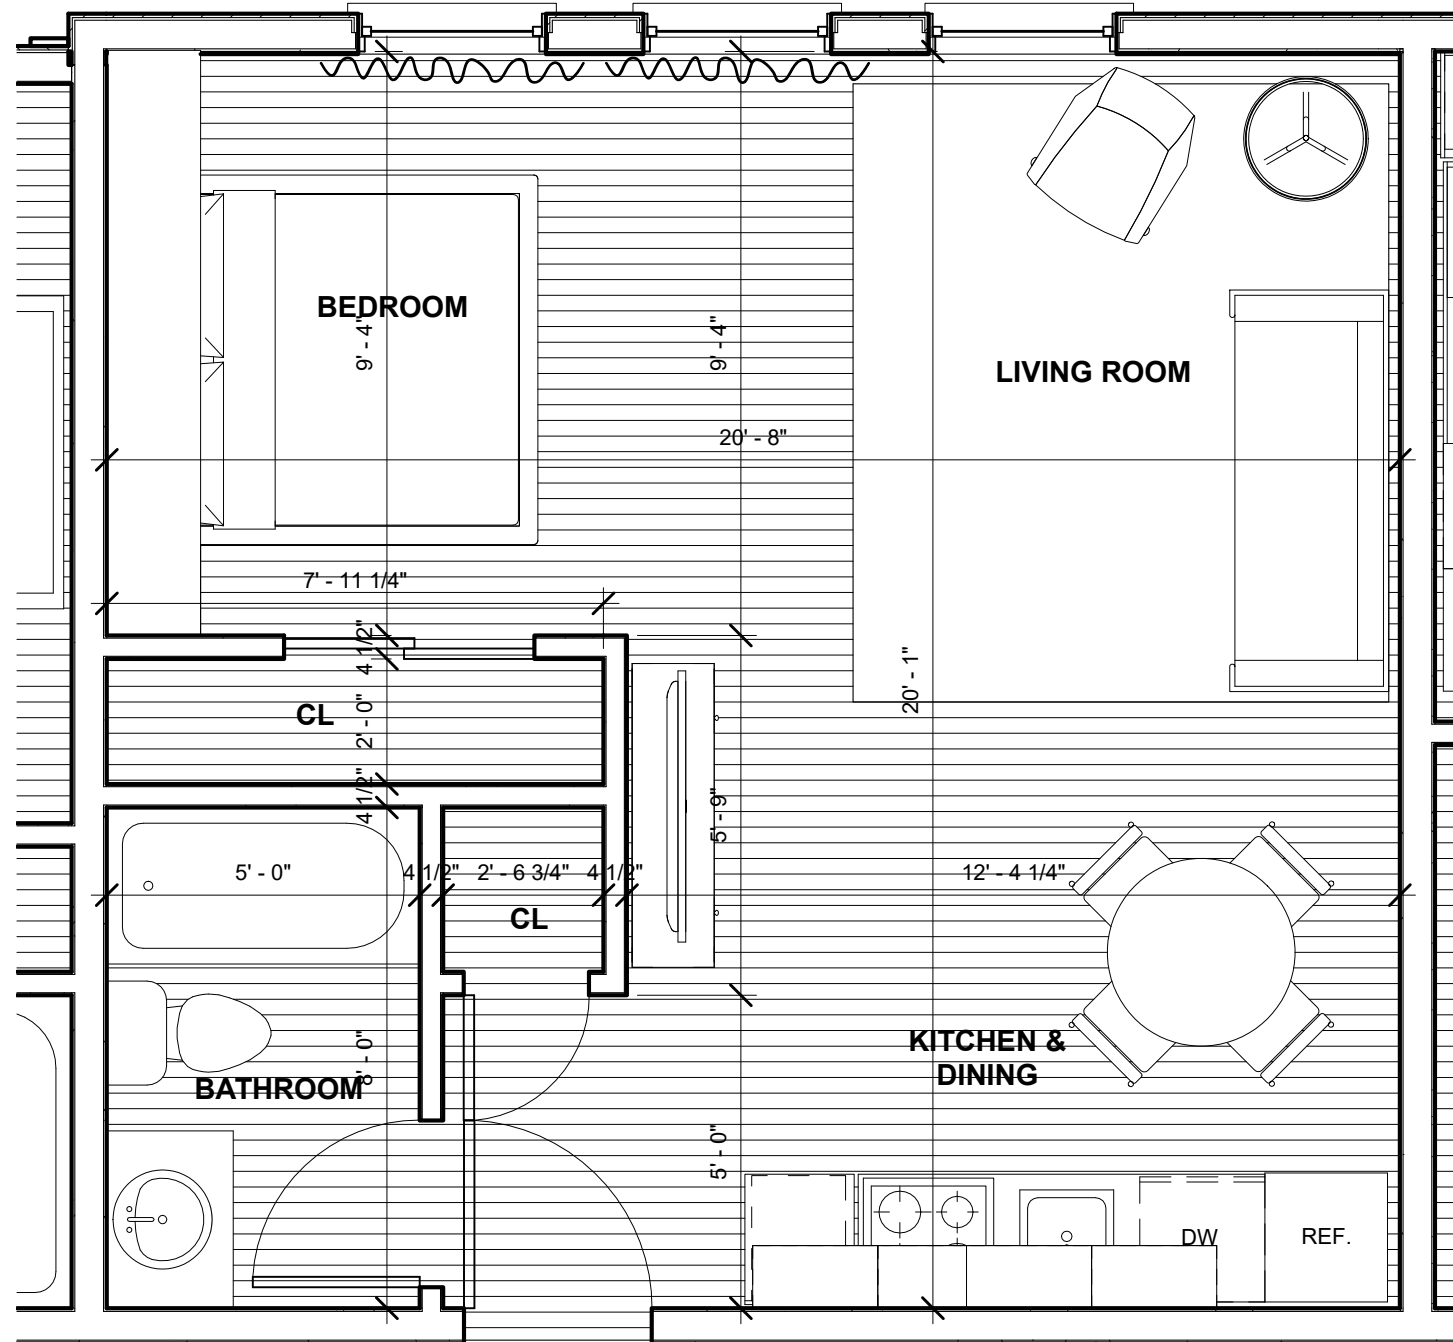 BEDROOM
9' - 4"
9' - 4"
LIVING ROOM
20' - 8"
7' - 11 1/4"
4 1/2"
20' - 1"
CL
2' - 0"
4 1/2"
5' - 9"
5' - 0"
4 1/2"
2' - 6 3/4"
4 1/2"
12' - 4 1/4"
CL
KITCHEN &
DINING
8' - 0"
BATHROOM
5' - 0"
DW
REF.